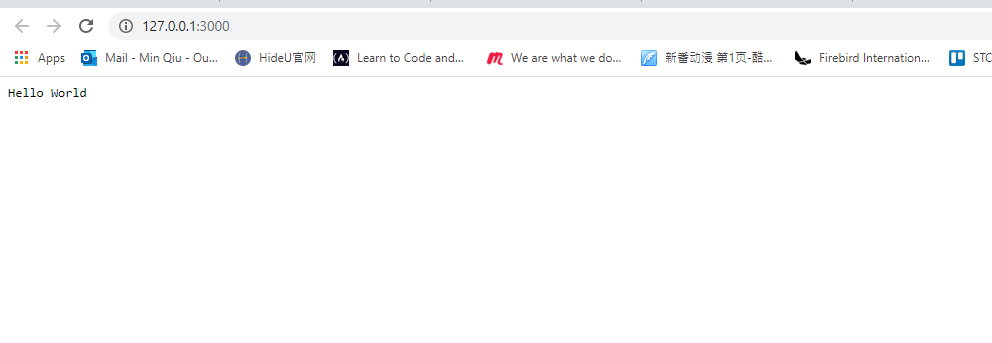 127.0.0.1:3000
Apps Mail - Min Qiu - Ou... HideU官网 Learn to Code and... We are what we do... 新番动漫 第1页-酷... Firebird Internation... STC
Hello World